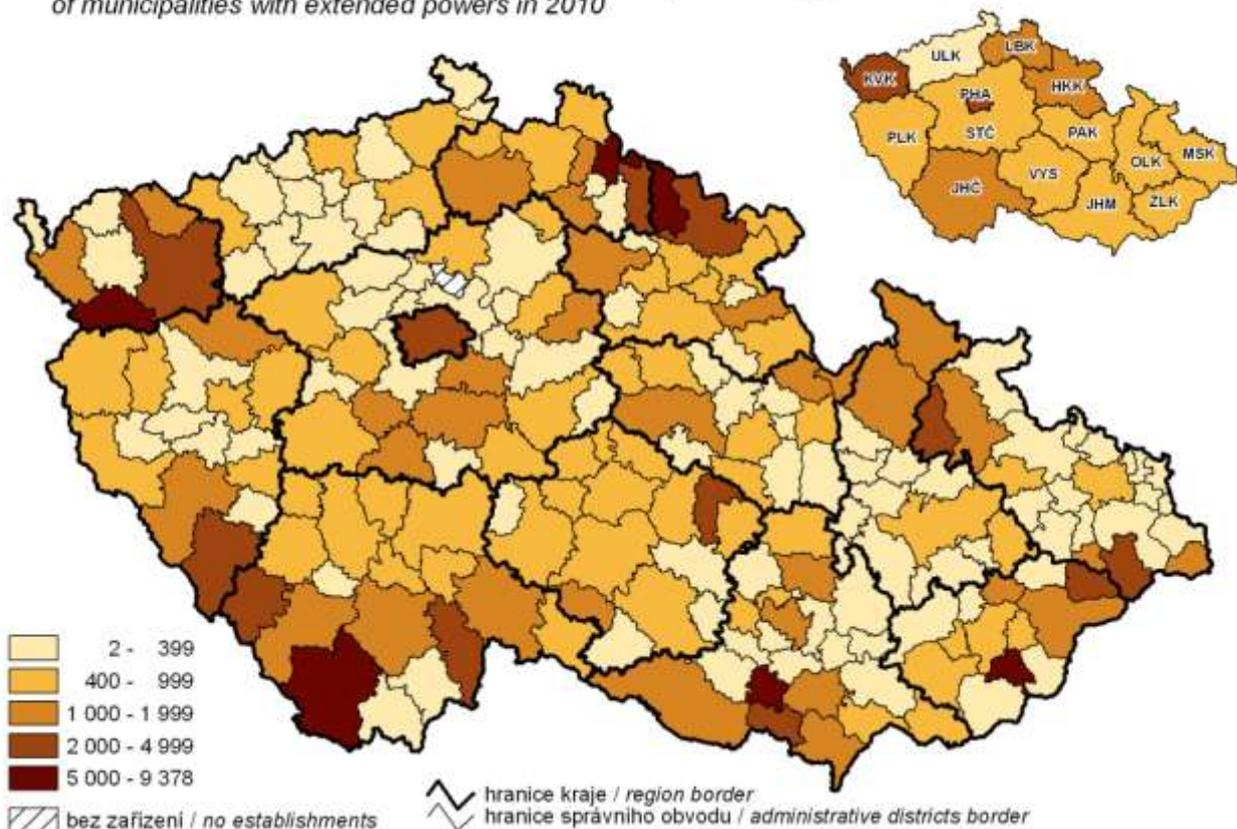 of municipalities with extended powers in 2010
ULK
LBK
KVK
HKK
PHA
PLK
STČ
PAK
OLK
MSK
VYS
JHČ
JHM
ZLK
2 - 399
400 - 999
1 000 - 1 999
2 000 - 4 999
5 000 - 9 378
bez zařízení / no establishments
hranice kraje / region border
hranice správního obvodu / administrative districts border